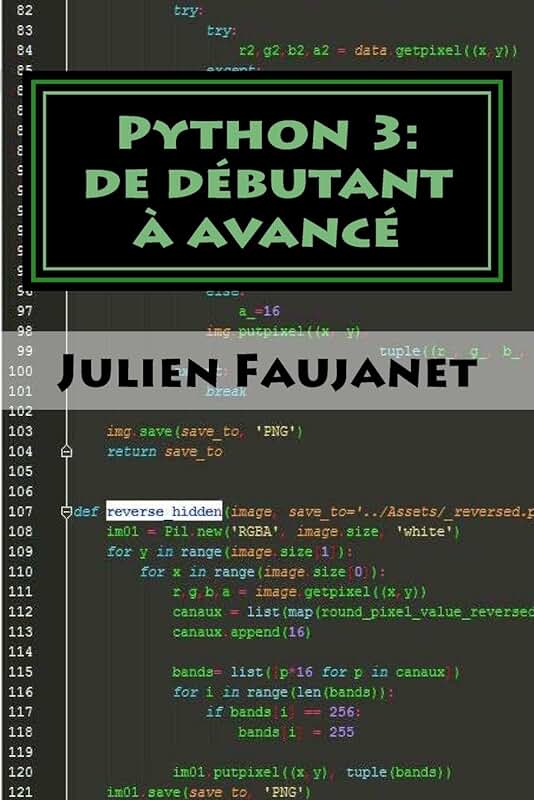 82 try:
83 try:
84 r2,g2,b2,a2 = data.getpixel((x,y))
85 except:
Python 3:
de débutant
à avancé
96 else:
97 a_=16
98 img.putpixel((x, y),
99 tuple((r_, g_, b_,
Julien Faujanet
100
101 break
102
103 img.save(save_to, 'PNG')
104 return save_to
105
106
107 def reverse_hidden(image, save_to='../Assets/_reversed.p
108 im01 = Pil.new('RGBA', image.size, 'white')
109 for y in range(image.size[1]):
110 for x in range(image.size[0]):
111 r,g,b,a = image.getpixel((x,y))
112 canaux = list(map(round_pixel_value_reversed
113 canaux.append(16)
114
115 bands= list([p*16 for p in canaux])
116 for i in range(len(bands)):
117 if bands[i] == 256:
118 bands[i] = 255
119
120 im01.putpixel((x,y), tuple(bands))
121 im01.save(save_to, 'PNG')